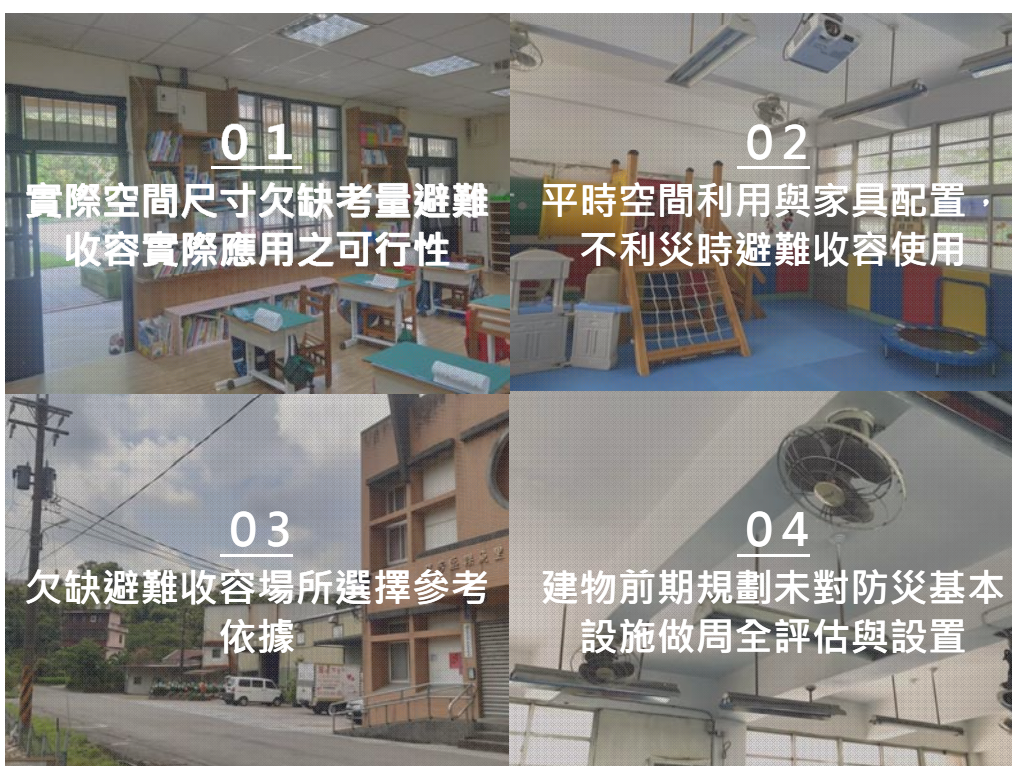 01
實際空間尺寸欠缺考量避難
收容實際應用之可行性
02
平時空間利用與家具配置，
不利災時避難收容使用
03
欠缺避難收容場所選擇參考
依據
04
建物前期規劃未對防災基本
設施做周全評估與設置